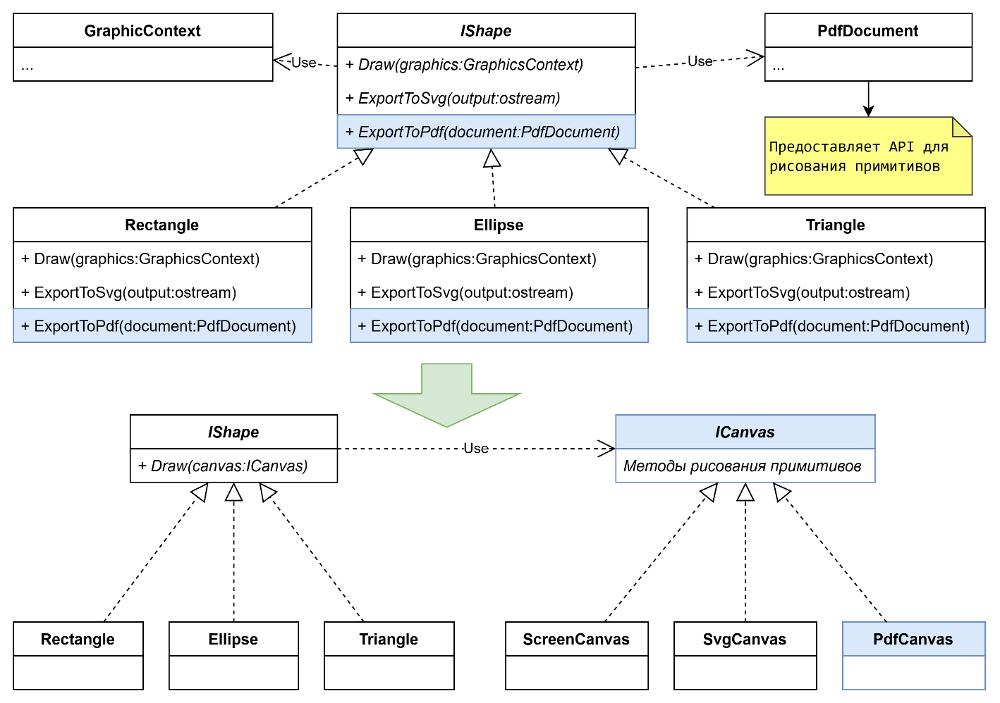 GraphicContext
...
Use
IShape
+ Draw(graphics:GraphicsContext)
+ ExportToSvg(output:ostream)
+ ExportToPdf(document:PdfDocument)
Use
PdfDocument
...
Предоставляет API для
рисования примитивов
Rectangle
+ Draw(graphics:GraphicsContext)
+ ExportToSvg(output:ostream)
+ ExportToPdf(document:PdfDocument)
Ellipse
+ Draw(graphics:GraphicsContext)
+ ExportToSvg(output:ostream)
+ ExportToPdf(document:PdfDocument)
Triangle
+ Draw(graphics:GraphicsContext)
+ ExportToSvg(output:ostream)
+ ExportToPdf(document:PdfDocument)
IShape
+ Draw(canvas:ICanvas)
Use
ICanvas
Методы рисования примитивов
Rectangle
Ellipse
Triangle
ScreenCanvas
SvgCanvas
PdfCanvas